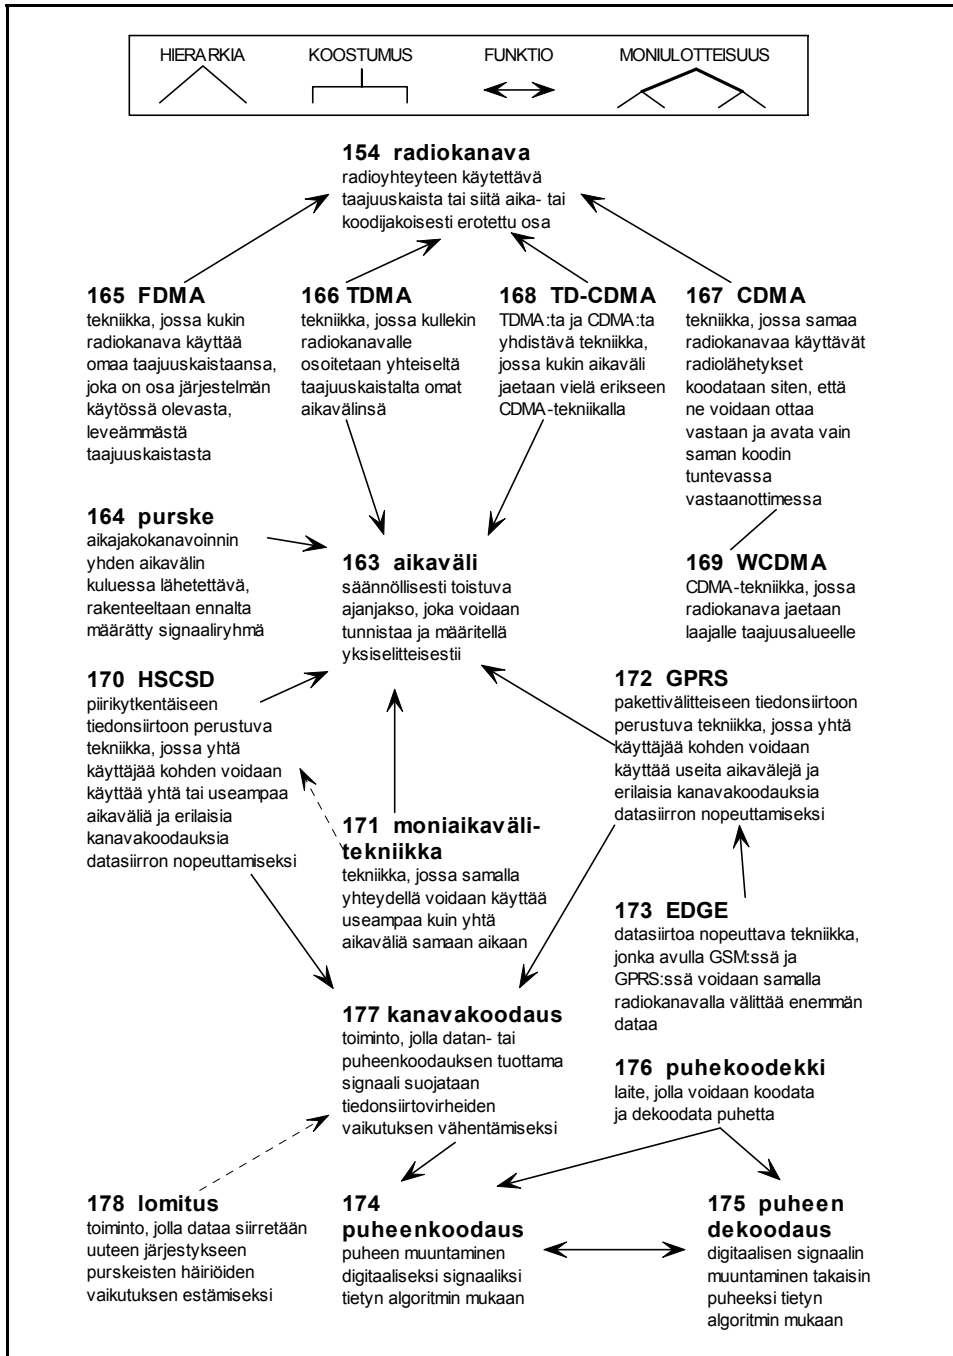 HIERARKIA KOOSTUMUS FUNKTIO MONIULOTTEISUUS
154 radiokanava
radioyhteyteen käytettävä
taajuuskaista tai siitä aika- tai
koodijakoisesti erotettu osa
165 FDMA
tekniikka, jossa kukin
radiokanava käyttää
omaa taajuuskaistaansa,
joka on osa järjestelmän
käytössä olevasta,
leveämmästä
taajuuskaistasta
166 TDMA
tekniikka, jossa kullekin
radiokanavalle
osoitetaan yhteiseltä
taajuuskaistalta omat
aikavälinsä
168 TD-CDMA
TDMA:ta ja CDMA:ta
yhdistävä tekniikka,
jossa kukin aikaväli
jaetaan vielä erikseen
CDMA-tekniikalla
167 CDMA
tekniikka, jossa samaa
radiokanavaa käyttävät
radiolähetykset
koodataan siten, että
ne voidaan ottaa
vastaan ja avata vain
saman koodin
tuntevassa
vastaanottimessa
164 purske
aikajakokanavoinnin
yhden aikavälin
kuluessa lähetettävä,
rakenteeltaan ennalta
määrätty signaaliryhmä
163 aikaväli
säännöllisesti toistuva
ajanjakso, joka voidaan
tunnistaa ja määritellä
yksiselitteisestii
169 WCDMA
CDMA-tekniikka, jossa
radiokanava jaetaan
laajalle taajuusalueelle
170 HSCSD
piirikytkentäiseen
tiedonsiirtoon perustuva
tekniikka, jossa yhtä
käyttäjää kohden voidaan
käyttää yhtä tai useampaa
aikaväliä ja erilaisia
kanavakoodauksia
datasiirron nopeuttamiseksi
172 GPRS
pakettivälitteiseen tiedonsiirtoon
perustuva tekniikka, jossa yhtä
käyttäjää kohden voidaan
käyttää useita aikavälejä ja
erilaisia kanavakoodauksia
datasiirron nopeuttamiseksi
171 moniaikaväli-
tekniikka
tekniikka, jossa samalla
yhteydellä voidaan käyttää
useampaa kuin yhtä
aikaväliä samaan aikaan
173 EDGE
datasiirtoa nopeuttava tekniikka,
jonka avulla GSM:ssä ja
GPRS:ssä voidaan samalla
radiokanavalla välittää enemmän
dataa
177 kanavakoodaus
toiminto, jolla datan- tai
puheenkoodauksen tuottama
signaali suojataan
tiedonsiirtovirheiden
vaikutuksen vähentämiseksi
176 puhekoodekki
laite, jolla voidaan koodata
ja dekoodata puhetta
178 lomitus
toiminto, jolla dataa siirretään
uuteen järjestykseen
purskeisten häiriöiden
vaikutuksen estämiseksi
174
puheenkoodaus
puheen muuntaminen
digitaaliseksi signaaliksi
tietyn algoritmin mukaan
175 puheen
dekoodaus
digitaalisen signaalin
muuntaminen takaisin
puheeksi tietyn
algoritmin mukaan